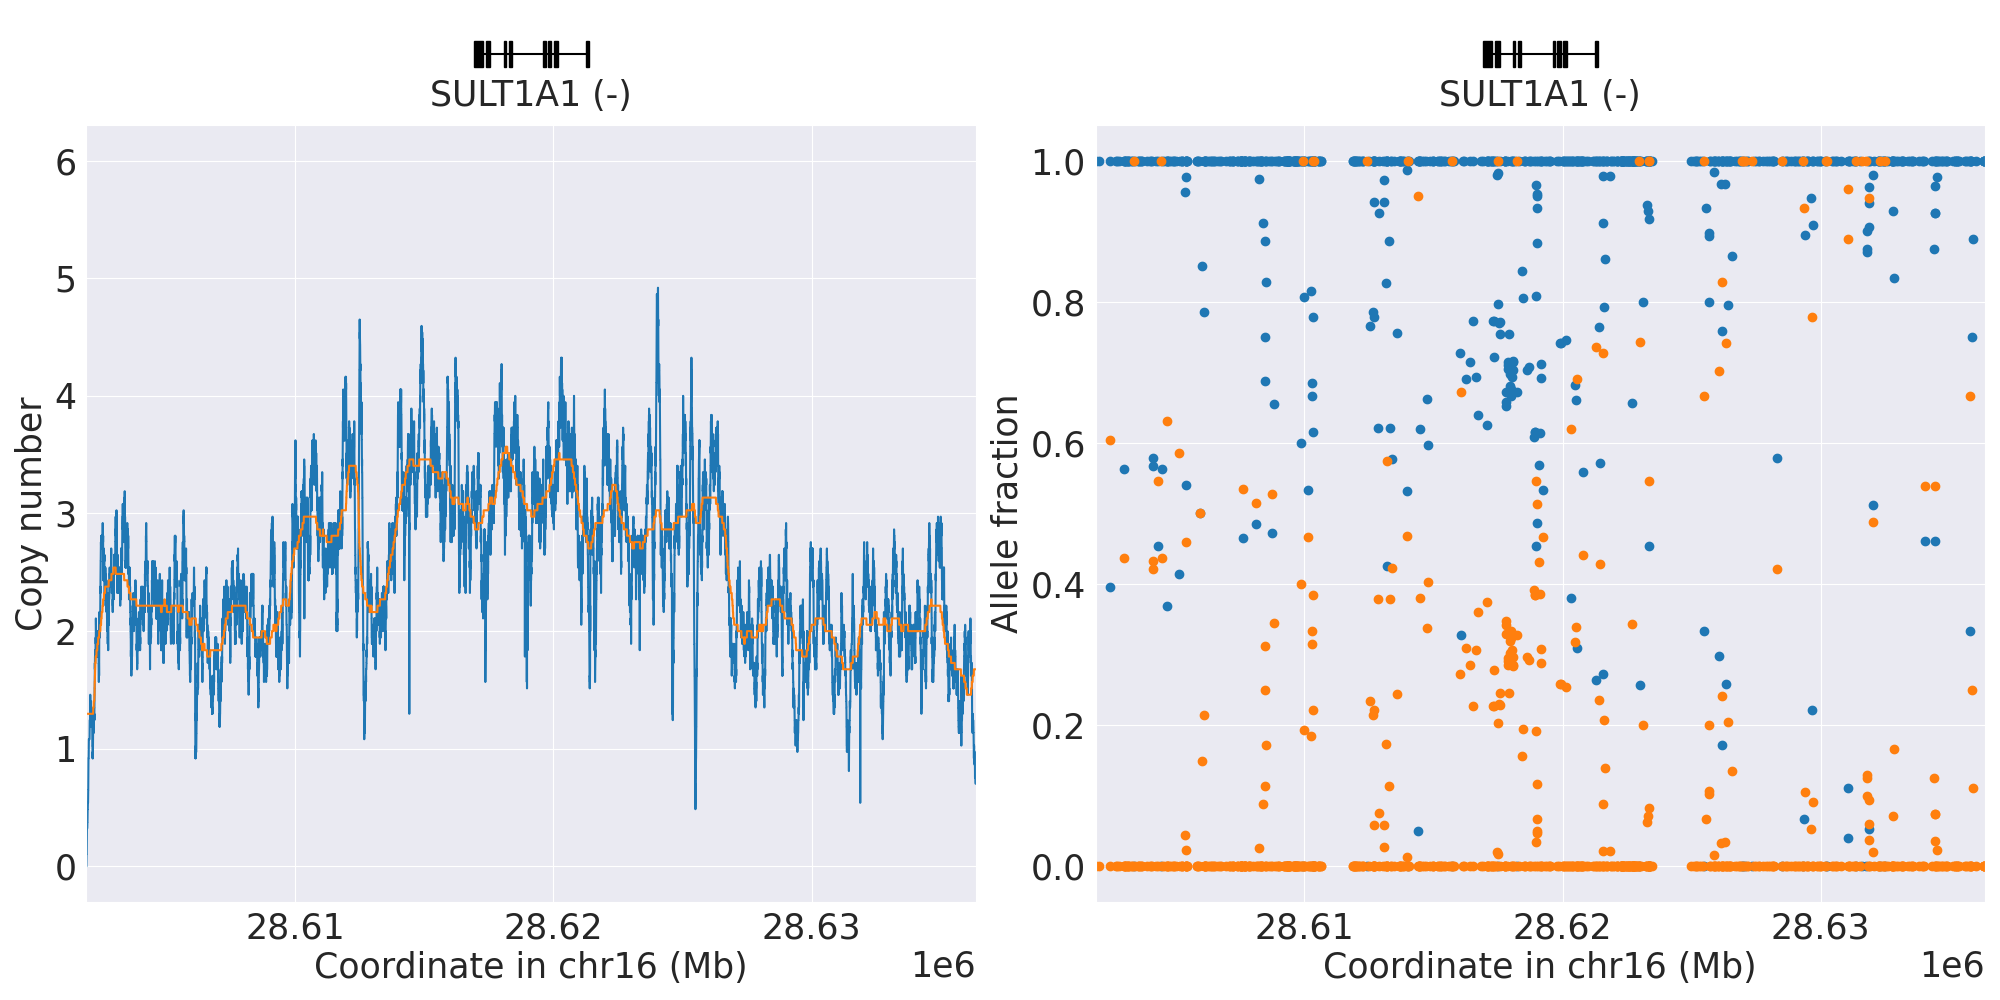 SULT1A1 (-)
6
5
4
3
2
1
0
Copy number
28.61
28.62
28.63
Coordinate in chr16 (Mb)
1e6
SULT1A1 (-)
1.0
0.8
0.6
0.4
0.2
0.0
Allele fraction
28.61
28.62
28.63
Coordinate in chr16 (Mb)
1e6